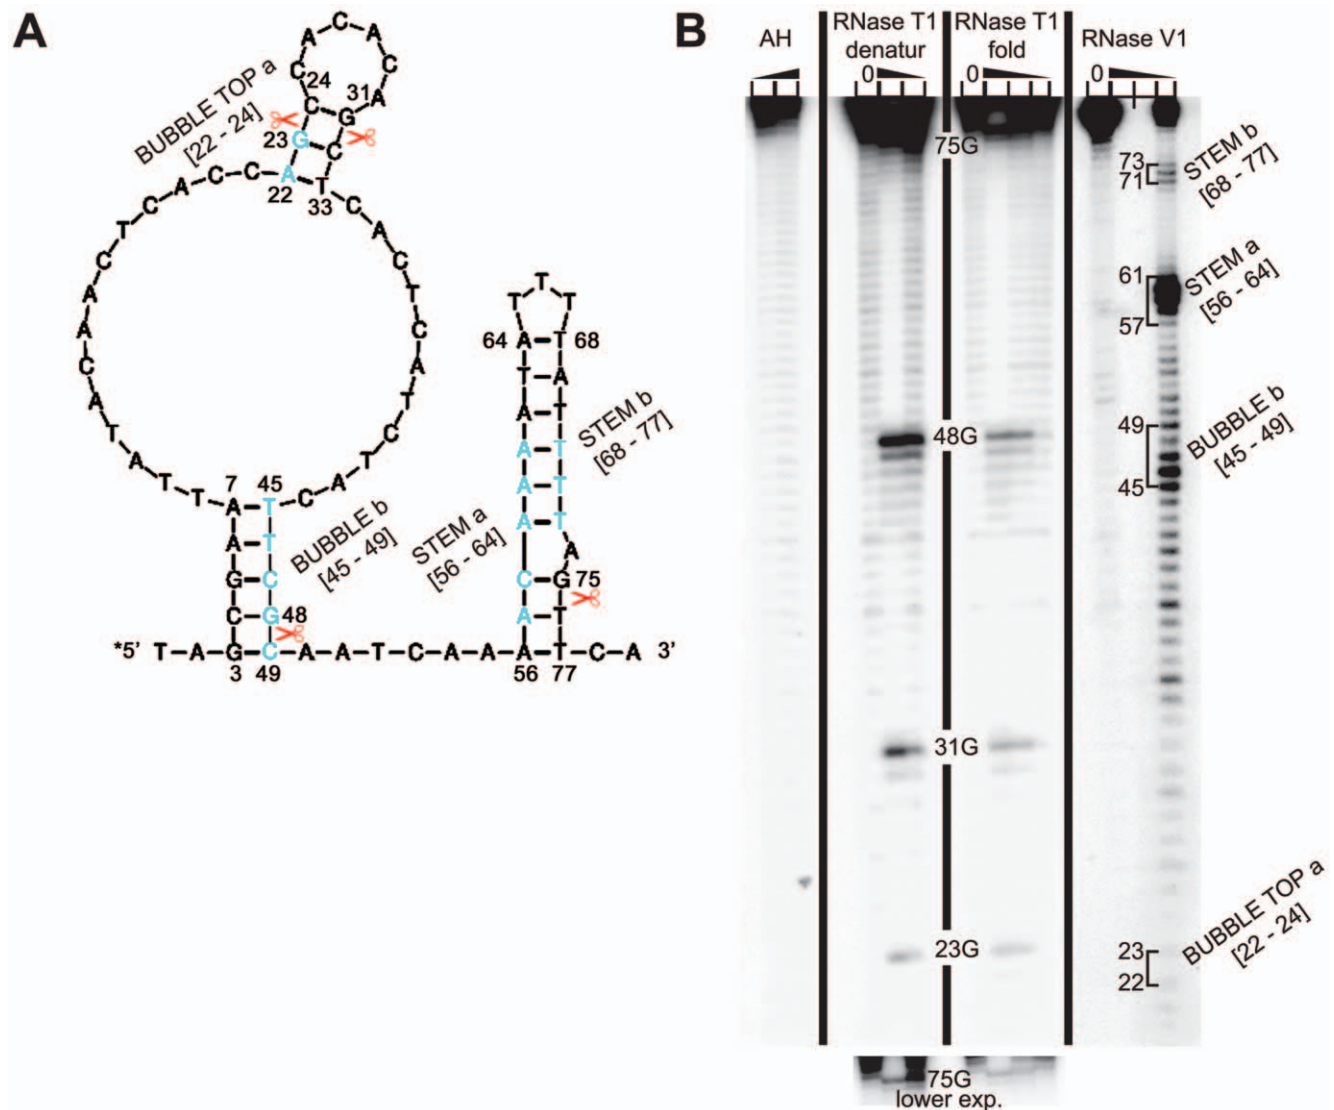 A
BUBBLE TOP a
[22 - 24]
A C A C A G C T
C C G A
24 31
23
22 33
T C A C T C A T C T A C
C C A C T C A A C A T A T T
7 45
A T
A T
G C
C G 48
BUBBLE b
[45 - 49]
*5' T-A-G C-A-A-T-C-A-A-A T-C-A 3'
3 49 56 77
T T T
64 A T 68
T A
A T
A T
A T
A T
A
C G 75
A T
STEM a
[56 - 64]
STEM b
[68 - 77]
B
AH
RNase T1
denatur
0
RNase T1
fold
0
RNase V1
0
75G
48G
31G
23G
73
71
STEM b
[68 - 77]
61
57
STEM a
[56 - 64]
49
45
BUBBLE b
[45 - 49]
23
22
BUBBLE TOP a
[22 - 24]
75G
lower exp.